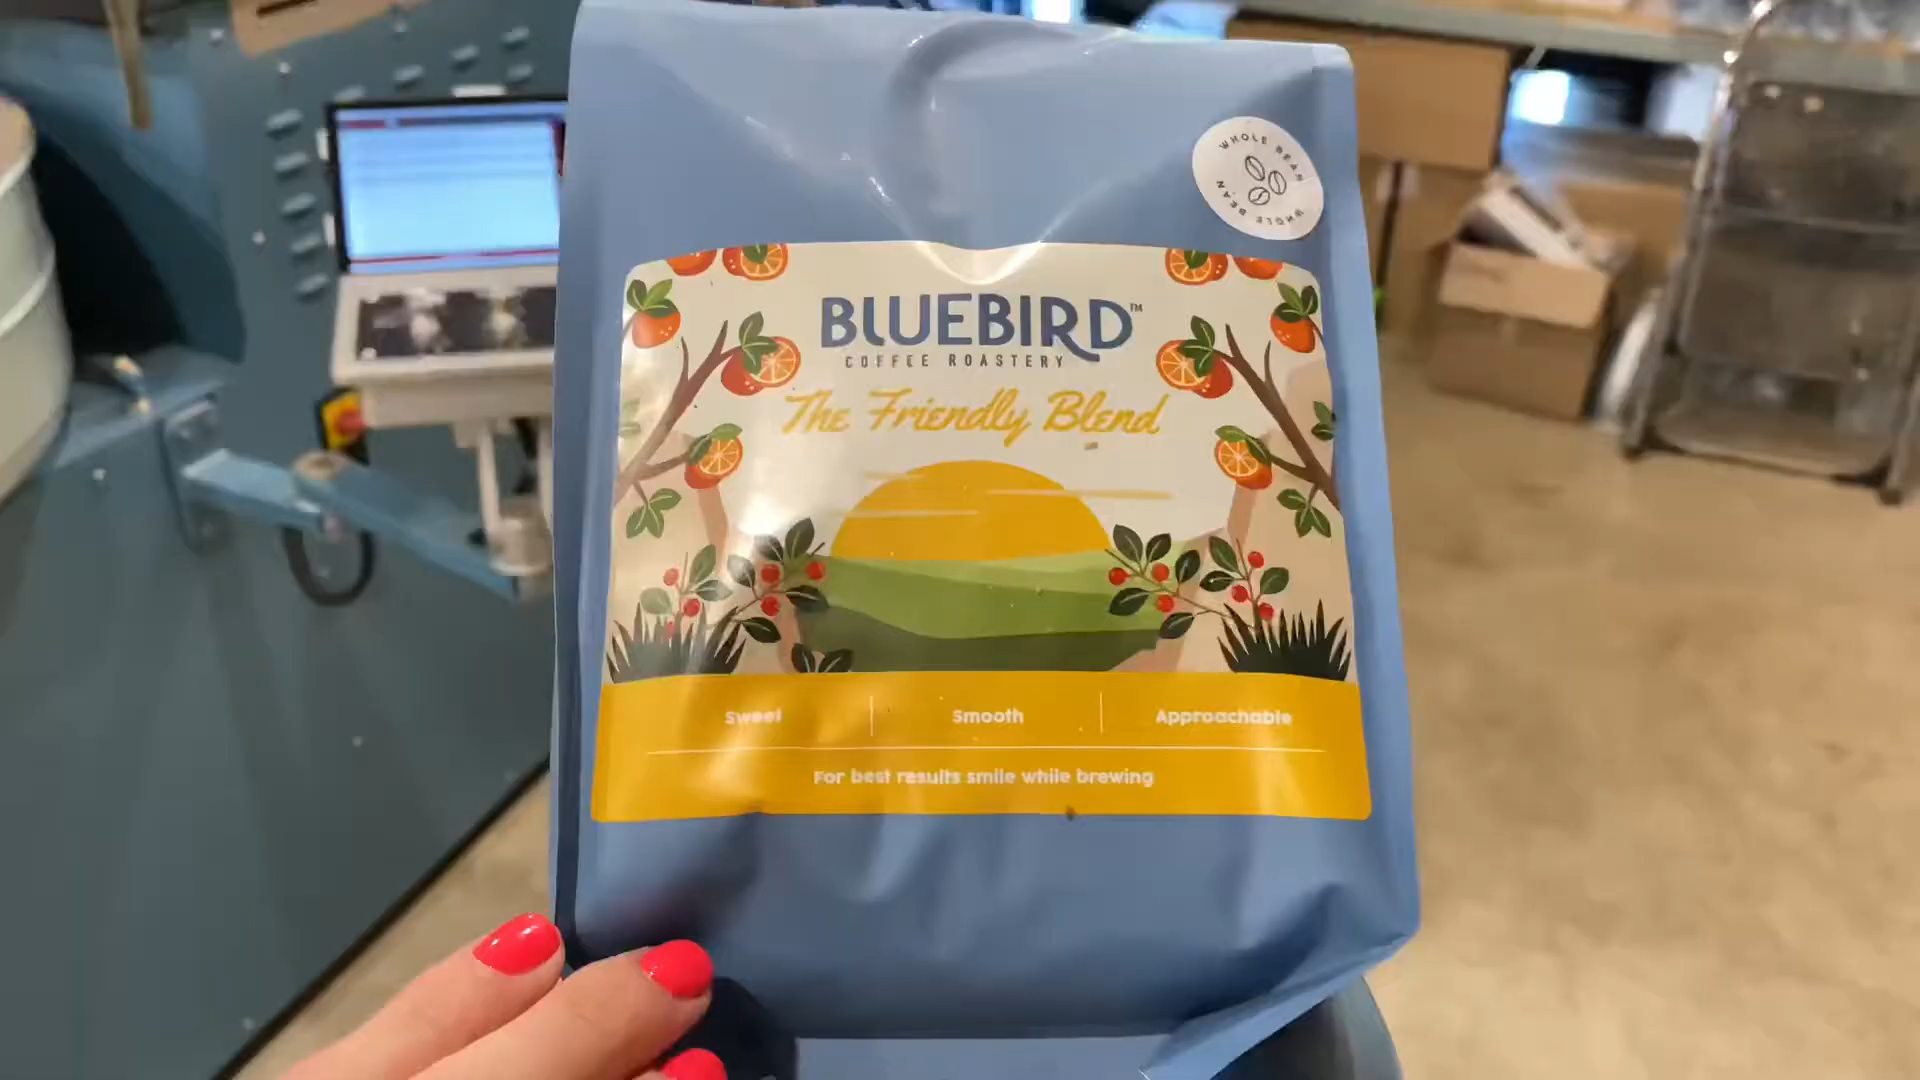 WHOLE BEAN
WHOLE BEAN
BLUEBIRD™
COFFEE ROASTERY
The Friendly Blend
Sweet | Smooth | Approachable
For best results smile while brewing